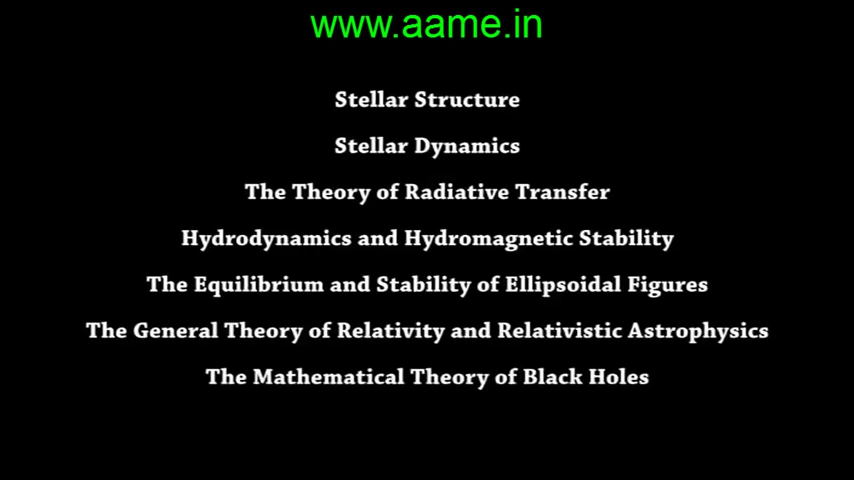 www.aame.in
Stellar Structure
Stellar Dynamics
The Theory of Radiative Transfer
Hydrodynamics and Hydromagnetic Stability
The Equilibrium and Stability of Ellipsoidal Figures
The General Theory of Relativity and Relativistic Astrophysics
The Mathematical Theory of Black Holes